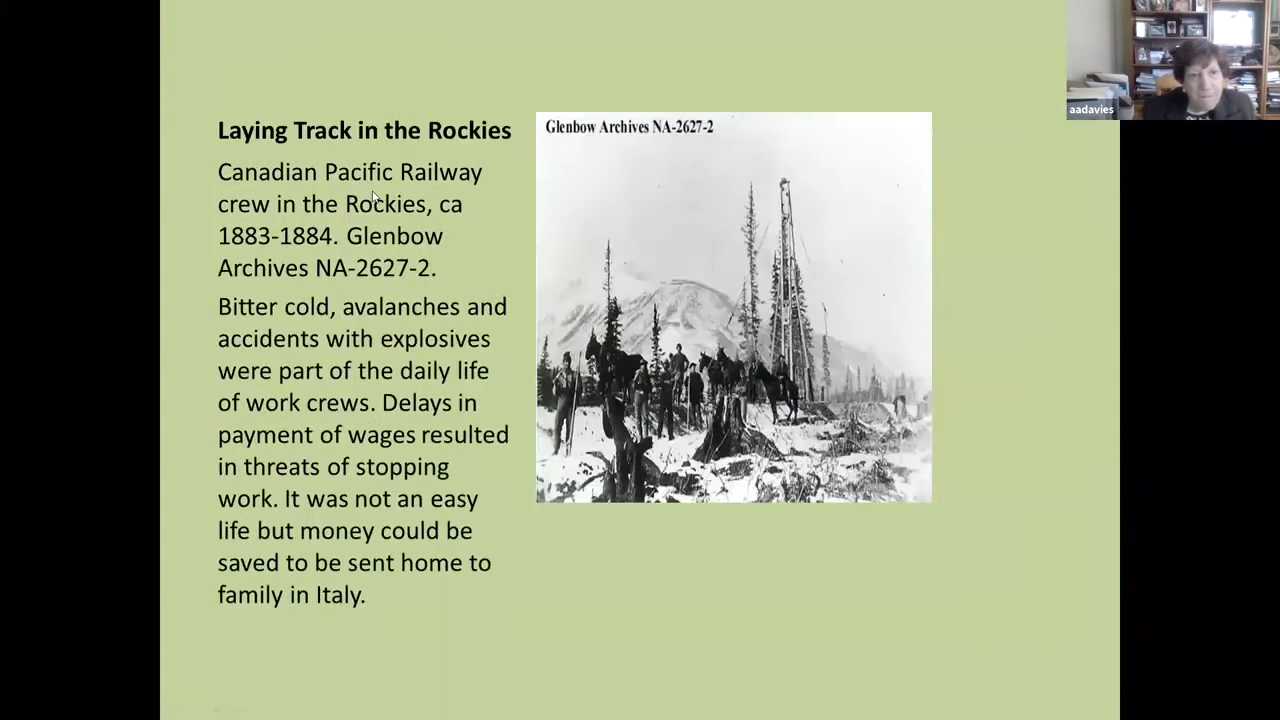 Laying Track in the Rockies
Canadian Pacific Railway
crew in the Rockies, ca
1883-1884. Glenbow
Archives NA-2627-2.
Bitter cold, avalanches and
accidents with explosives
were part of the daily life
of work crews. Delays in
payment of wages resulted
in threats of stopping
work. It was not an easy
life but money could be
saved to be sent home to
family in Italy.
Glenbow Archives NA-2627-2
aadavies